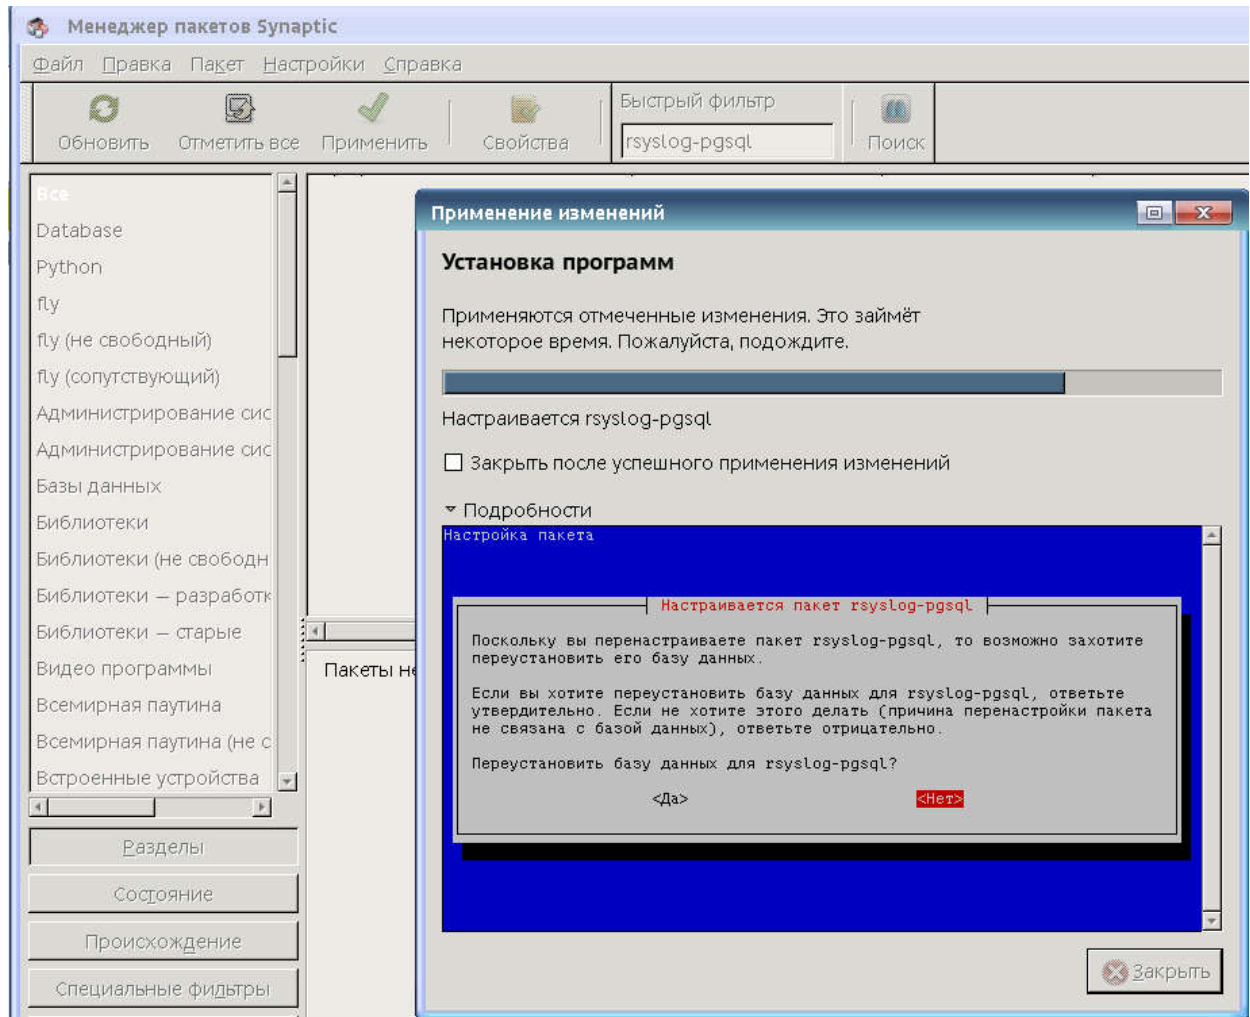 Менеджер пакетов Synaptic
Файл Правка Пакет Настройки Справка
Обновить Отметить все Применить Свойства Быстрый фильтр Поиск
rsyslog-pgsql
Все
Database
Python
fly
fly (не свободный)
fly (сопутствующий)
Администрирование сис
Администрирование сис
Базы данных
Библиотеки
Библиотеки (не свободн
Библиотеки — разработк
Библиотеки — старые
Видео программы
Всемирная паутина
Всемирная паутина (не с
Встроенные устройства
Разделы
Состояние
Происхождение
Специальные фильтры
Пакеты не
Применение изменений
Установка программ
Применяются отмеченные изменения. Это займёт
некоторое время. Пожалуйста, подождите.
Настраивается rsyslog-pgsql
Закрыть после успешного применения изменений
Подробности
Настройка пакета
Настраивается пакет rsyslog-pgsql
Поскольку вы перенастраиваете пакет rsyslog-pgsql, то возможно захотите
переустановить его базу данных.
Если вы хотите переустановить базу данных для rsyslog-pgsql, ответьте
утвердительно. Если не хотите этого делать (причина перенастройки пакета
не связана с базой данных), ответьте отрицательно.
Переустановить базу данных для rsyslog-pgsql?
<Да> <Нет>
Закрыть